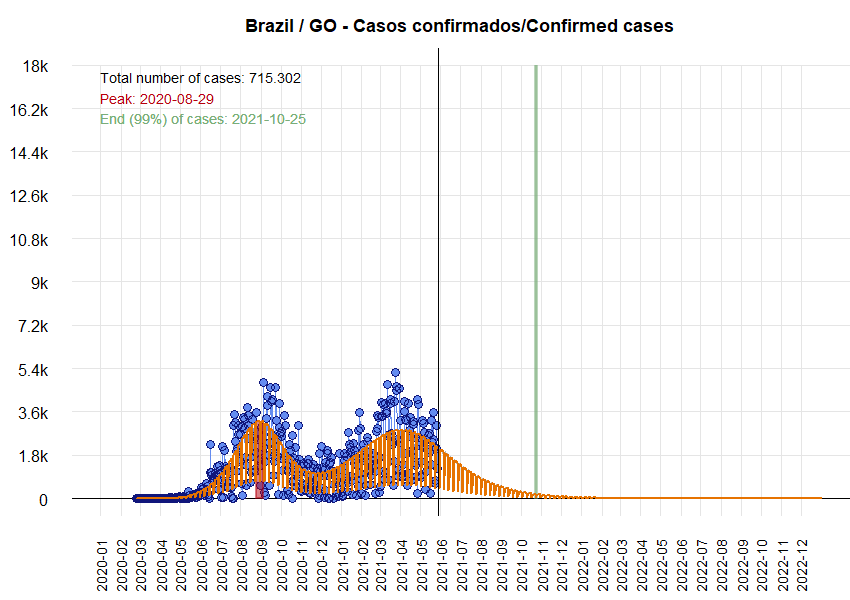 Brazil / GO - Casos confirmados/Confirmed cases
18k
16.2k
14.4k
12.6k
10.8k
9k
7.2k
5.4k
3.6k
1.8k
0
Total number of cases: 715.302
Peak: 2020-08-29
End (99%) of cases: 2021-10-25
2020-01
2020-02
2020-03
2020-04
2020-05
2020-06
2020-07
2020-08
2020-09
2020-10
2020-11
2020-12
2021-01
2021-02
2021-03
2021-04
2021-05
2021-06
2021-07
2021-08
2021-09
2021-10
2021-11
2021-12
2022-01
2022-02
2022-03
2022-04
2022-05
2022-06
2022-07
2022-08
2022-09
2022-10
2022-11
2022-12